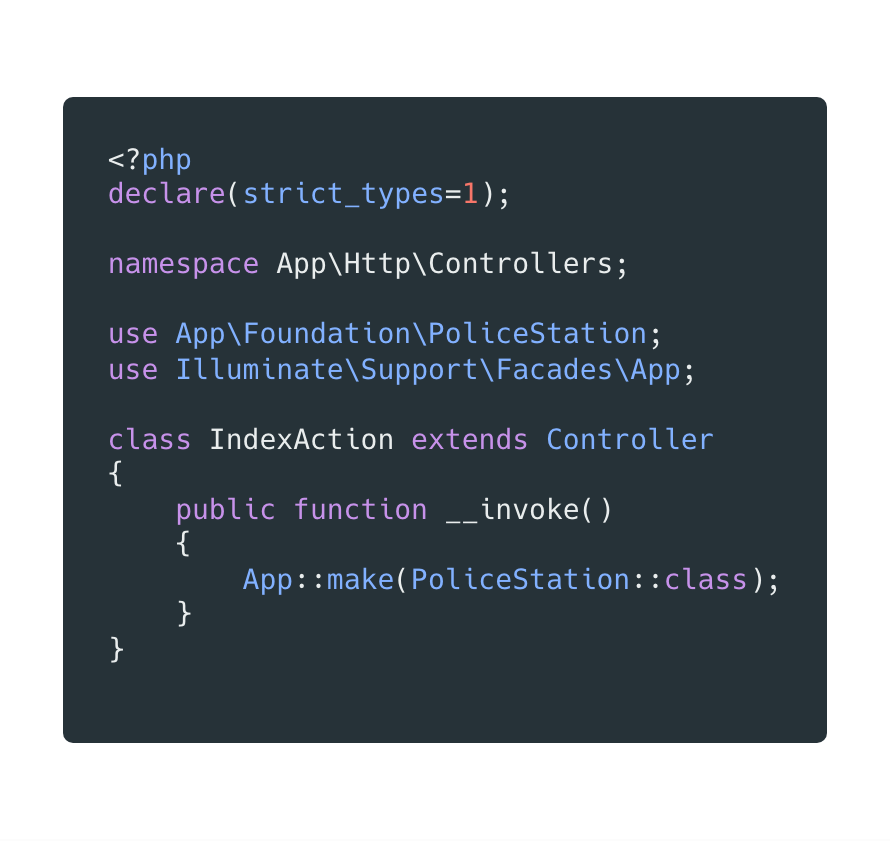 <?php
declare(strict_types=1);
namespace App\Http\Controllers;
use App\Foundation\PoliceStation;
use Illuminate\Support\Facades\App;
class IndexAction extends Controller
{
    public function __invoke()
    {
        App::make(PoliceStation::class);
    }
}